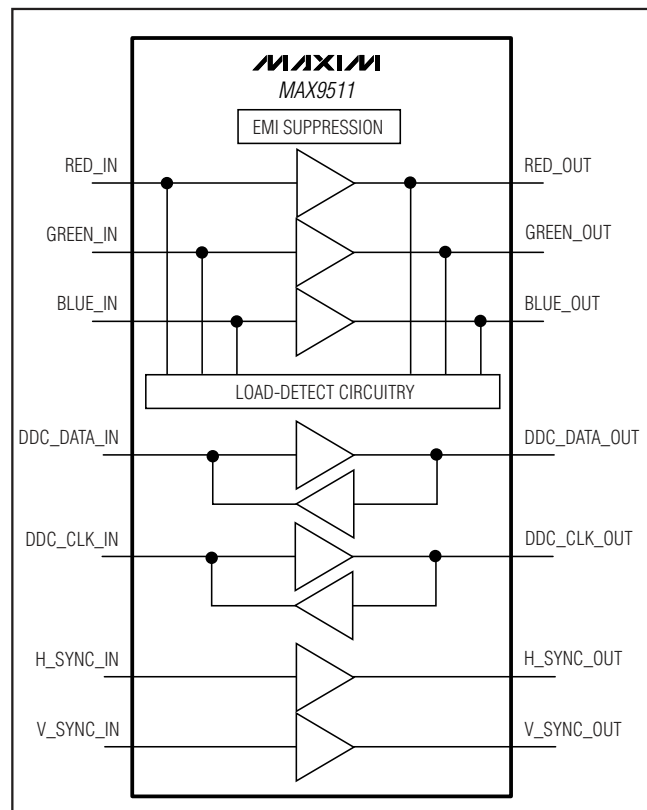 MAXIM
MAX9511
EMI SUPPRESSION
RED_IN RED_OUT
GREEN_IN GREEN_OUT
BLUE_IN BLUE_OUT
LOAD-DETECT CIRCUITRY
DDC_DATA_IN DDC_DATA_OUT
DDC_CLK_IN DDC_CLK_OUT
H_SYNC_IN H_SYNC_OUT
V_SYNC_IN V_SYNC_OUT